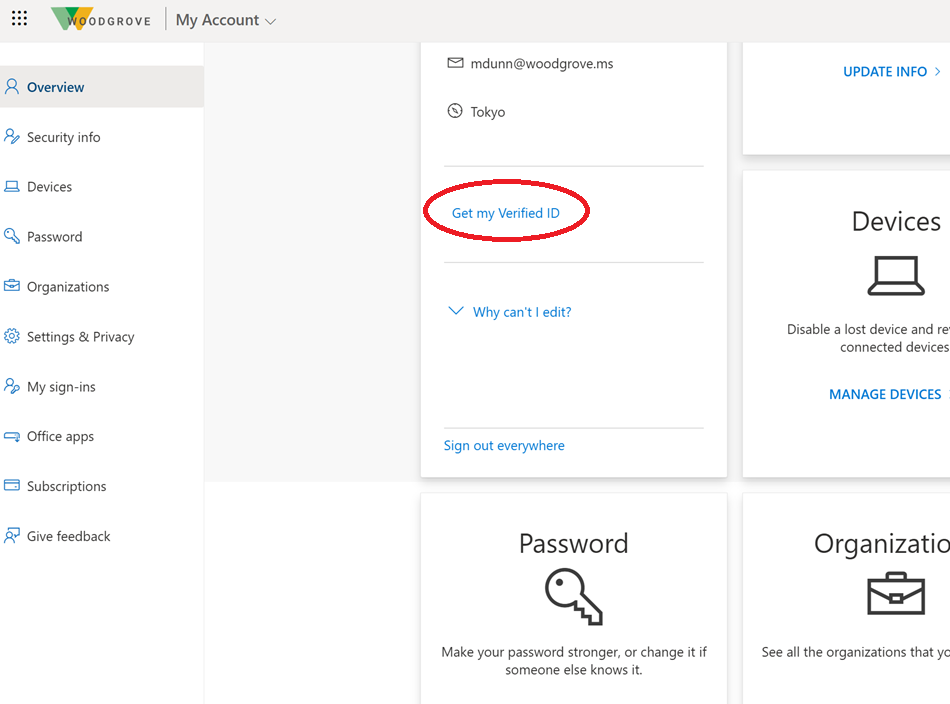 WOODGROVE
My Account
Overview
Security info
Devices
Password
Organizations
Settings & Privacy
My sign-ins
Office apps
Subscriptions
Give feedback
mdunn@woodgrove.ms
Tokyo
Get my Verified ID
Why can't I edit?
Sign out everywhere
UPDATE INFO
Devices
Disable a lost device and re
connected devices
MANAGE DEVICES
Password
Make your password stronger, or change it if
someone else knows it.
Organizatio
See all the organizations that yo